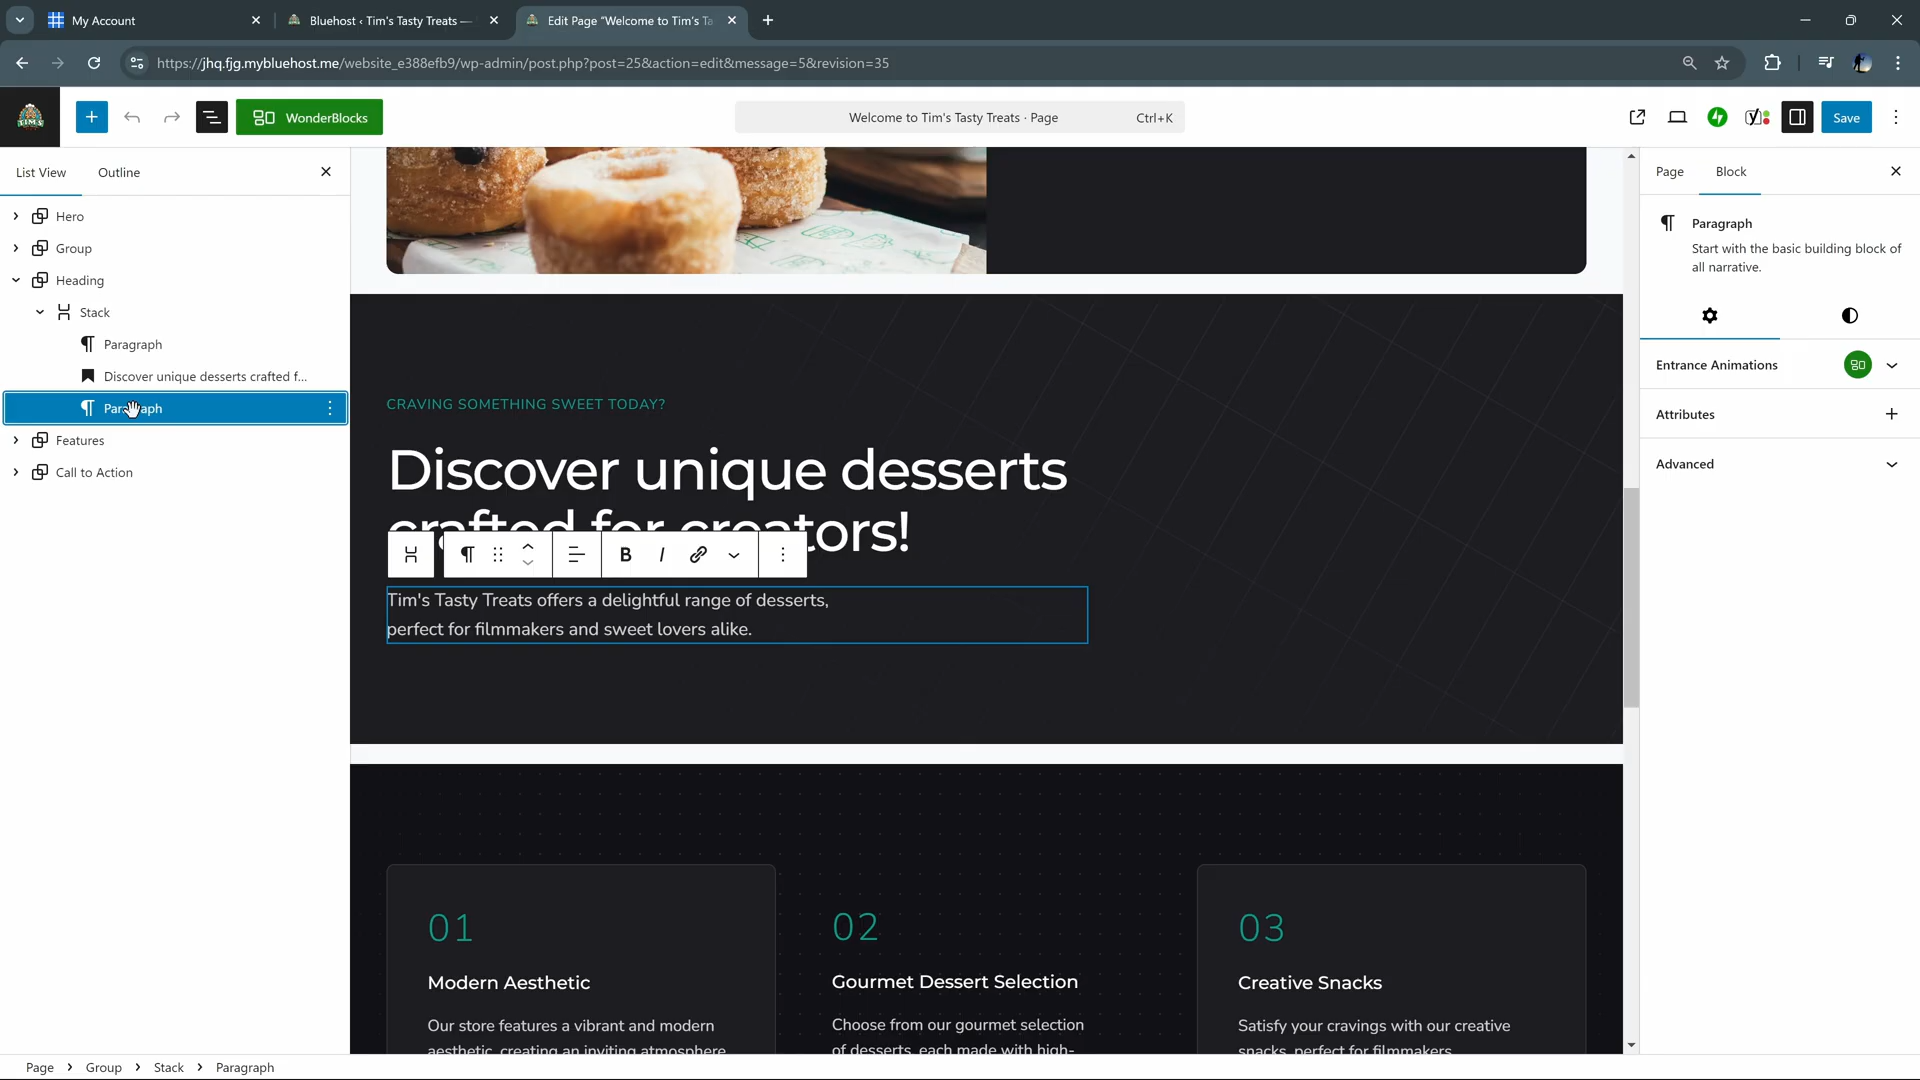 My Account
Bluehost ‹ Tim's Tasty Treats —
Edit Page "Welcome to Tim's Ta
https://jhq.fjg.mybluehost.me/website_e388efb9/wp-admin/post.php?post=25&action=edit&message=5&revision=35
TIM'S
WonderBlocks
Welcome to Tim's Tasty Treats · Page
Ctrl+K
Save
List View
Outline
Hero
Group
Heading
Stack
Paragraph
Discover unique desserts crafted f...
Paragraph
Features
Call to Action
CRAVING SOMETHING SWEET TODAY?
Discover unique desserts
crafted for creators!
B I
Tim's Tasty Treats offers a delightful range of desserts,
perfect for filmmakers and sweet lovers alike.
01
Modern Aesthetic
Our store features a vibrant and modern
aesthetic, creating an inviting atmosphere
02
Gourmet Dessert Selection
Choose from our gourmet selection
of desserts, each made with high-
03
Creative Snacks
Satisfy your cravings with our creative
snacks, perfect for filmmakers
Page
Block
Paragraph
Start with the basic building block of
all narrative.
Entrance Animations
Attributes
Advanced
Page > Group > Stack > Paragraph